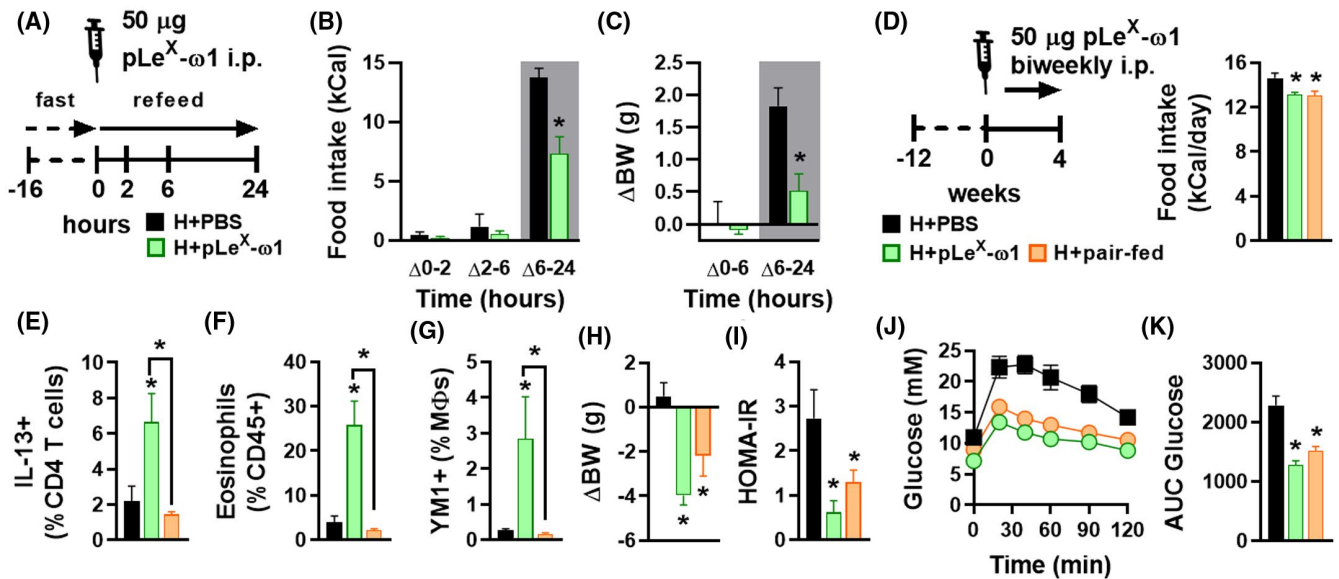 (A)
50 μg
pLeX-ω1 i.p.
fast refeed
-16 0 2 6 24
hours
H+PBS
H+pLeX-ω1
(B)
Food intake (kCal)
15
10
5
0
*
Δ0-2 Δ2-6 Δ6-24
Time (hours)
(C)
ΔBW (g)
2.5
2.0
1.5
1.0
0.5
0.0
*
Δ0-6 Δ6-24
Time (hours)
(D)
50 μg pLeX-ω1
biweekly i.p.
-12 0 4
weeks
H+PBS
H+pLeX-ω1 H+pair-fed
Food intake
(kCal/day)
16
12
8
4
0
* *
(E)
IL-13+
(% CD4 T cells)
10
8
6
4
2
0
*
*
(F)
Eosinophils
(% CD45+)
40
30
20
10
0
*
*
(G)
YM1+ (% MΦs)
5
4
3
2
1
0
*
*
(H)
ΔBW (g)
2
0
-2
-4
-6
*
*
(I)
HOMA-IR
4
3
2
1
0
*
*
(J)
Glucose (mM)
25
20
15
10
5
0
0 30 60 90 120
Time (min)
(K)
AUC Glucose
3000
2000
1000
0
*
*